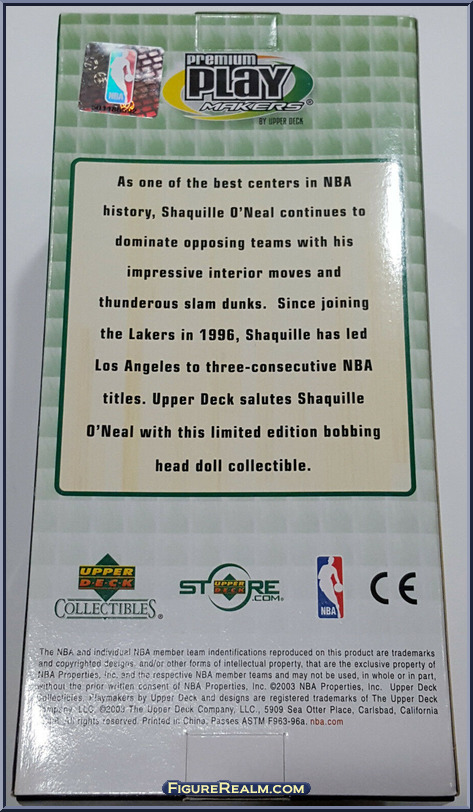 premium
PLAY
MAKERS®
BY UPPER DECK
NBA
As one of the best centers in NBA
history, Shaquille O'Neal continues to
dominate opposing teams with his
impressive interior moves and
thunderous slam dunks. Since joining
the Lakers in 1996, Shaquille has led
Los Angeles to three-consecutive NBA
titles. Upper Deck salutes Shaquille
O'Neal with this limited edition bobbing
head doll collectible.
UPPER
DECK
COLLECTIBLES®
STORE
UPPER
DECK
.COM
NBA
CE
The NBA and individual NBA member team indentifications reproduced on this product are trademarks
and copyrighted designs, and/or other forms of intellectual property, that are the exclusive property of
NBA Properties, Inc. and the respective NBA member teams and may not be used, in whole or in part,
without the prior written consent of NBA Properties, Inc. ©2003 NBA Properties, Inc. Upper Deck
Collectibles, Playmakers by Upper Deck and designs are registered trademarks of The Upper Deck
Company, LLC. ©2003 The Upper Deck Company, LLC., 5909 Sea Otter Place, Carlsbad, California
All rights reserved. Printed in China. Passes ASTM F963-96a. nba.com
FIGUREREALM.COM